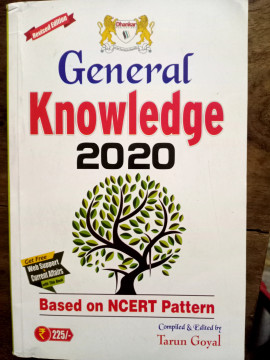 Revised Edition
Dhankar
General
Knowledge
2020
Get Free
Web Support
Current Affairs
Based on NCERT Pattern
₹ 225/-
Compiled & Edited by
Tarun Goyal